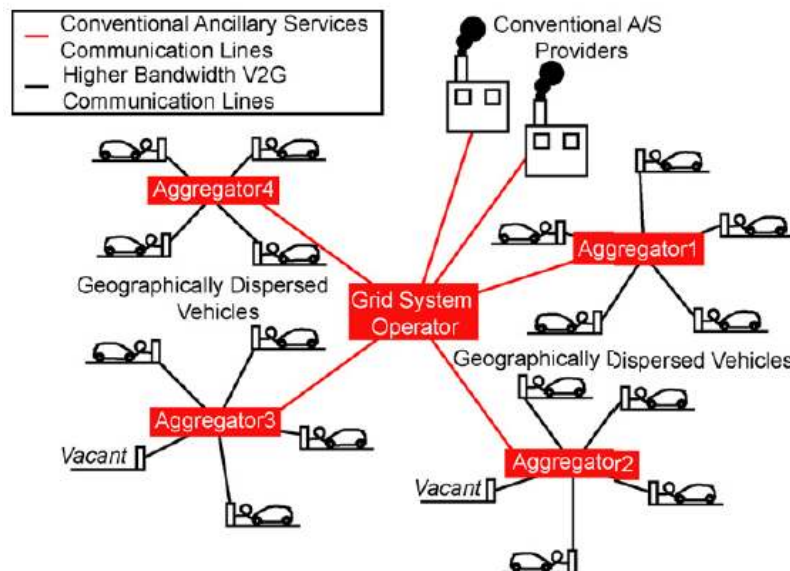 Conventional Ancillary Services
Communication Lines
Higher Bandwidth V2G
Communication Lines
Conventional A/S
Providers
Aggregator4
Aggregator1
Geographically Dispersed
Vehicles
Grid System
Operator
Geographically Dispersed Vehicles
Aggregator3
Vacant
Aggregator2
Vacant